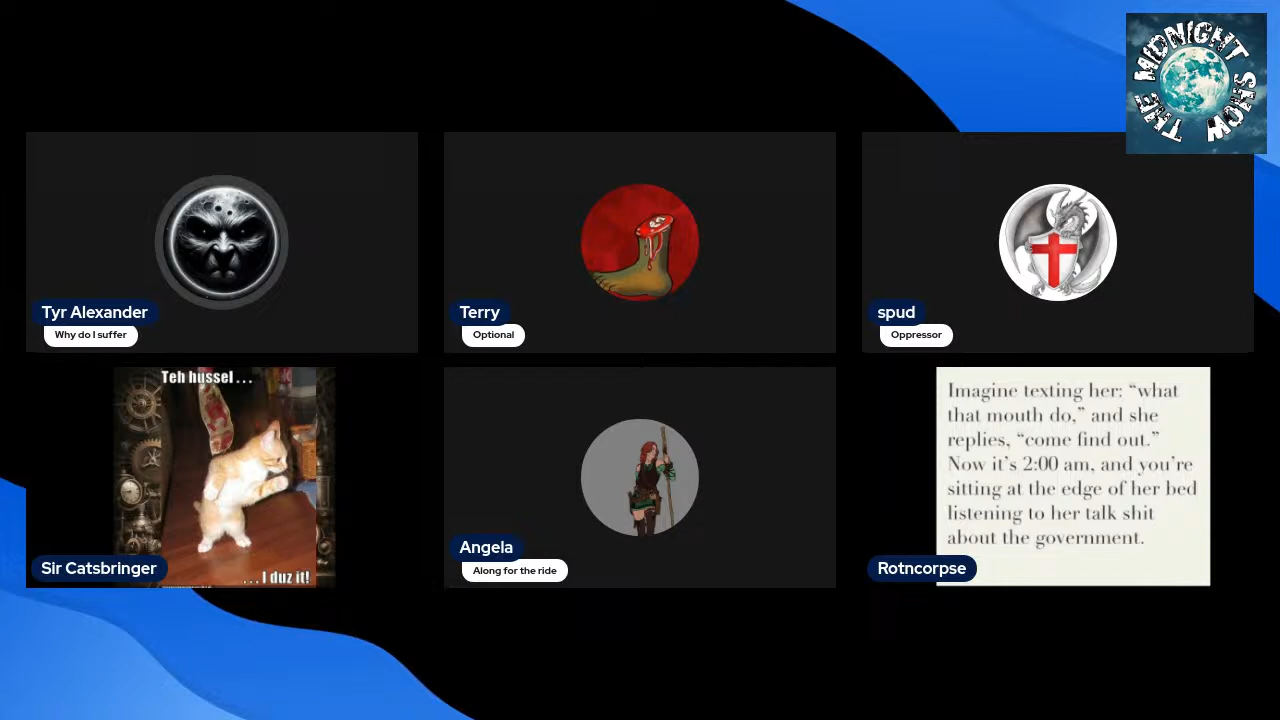 THE MIDNIGHT SHOW
Tyr Alexander
Why do I suffer
Terry
Optional
spud
Oppressor
Teh hussel . . .
. . . I duz it!
Sir Catsbringer
Angela
Along for the ride
Imagine texting her: “what
that mouth do,” and she
replies, “come find out.”
Now it’s 2:00 am, and you’re
sitting at the edge of her bed
listening to her talk shit
about the government.
Rotncorpse